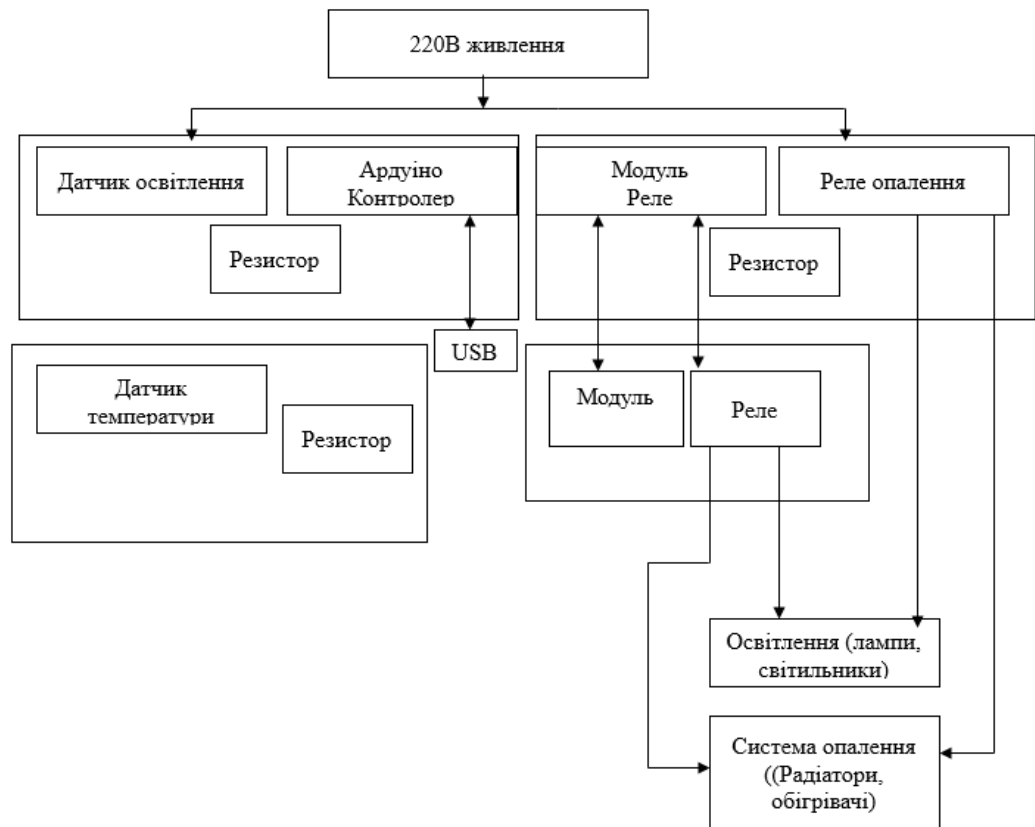 220В живлення
Датчик освітлення
Ардуіно
Контролер
Модуль
Реле
Реле опалення
Резистор
Резистор
USB
Датчик
температури
Резистор
Модуль
Реле
Освітлення (лампи,
світильники)
Система опалення
((Радіатори,
обігрівачі)